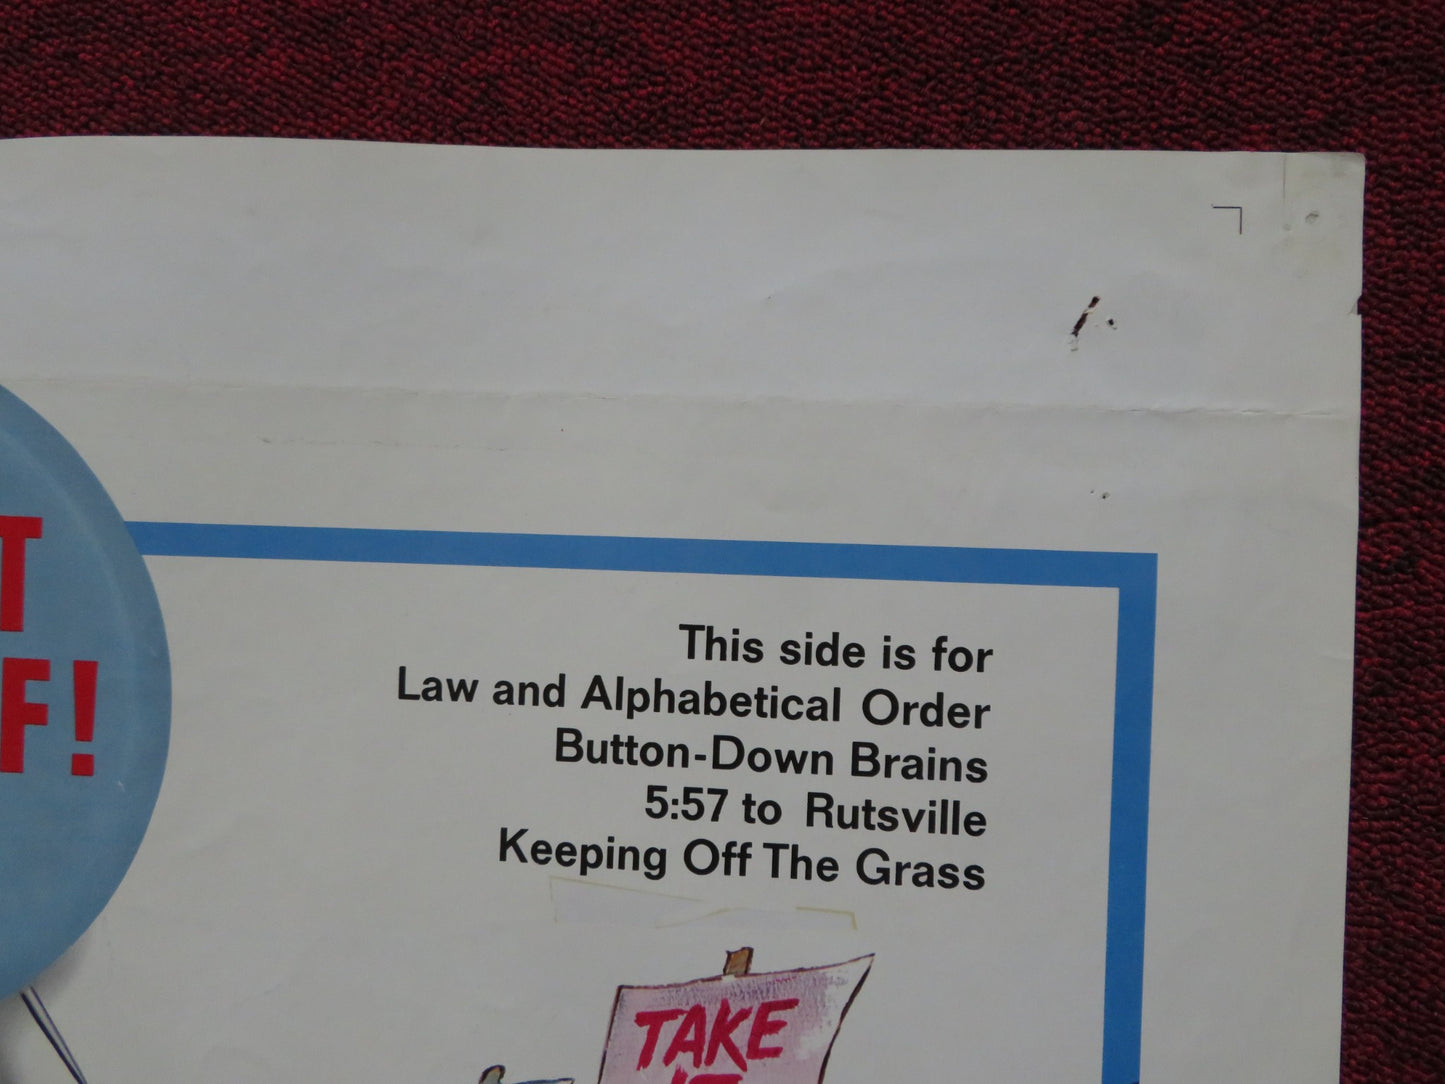 T
F!
This side is for
Law and Alphabetical Order
Button-Down Brains
5:57 to Rutsville
Keeping Off The Grass
TAKE